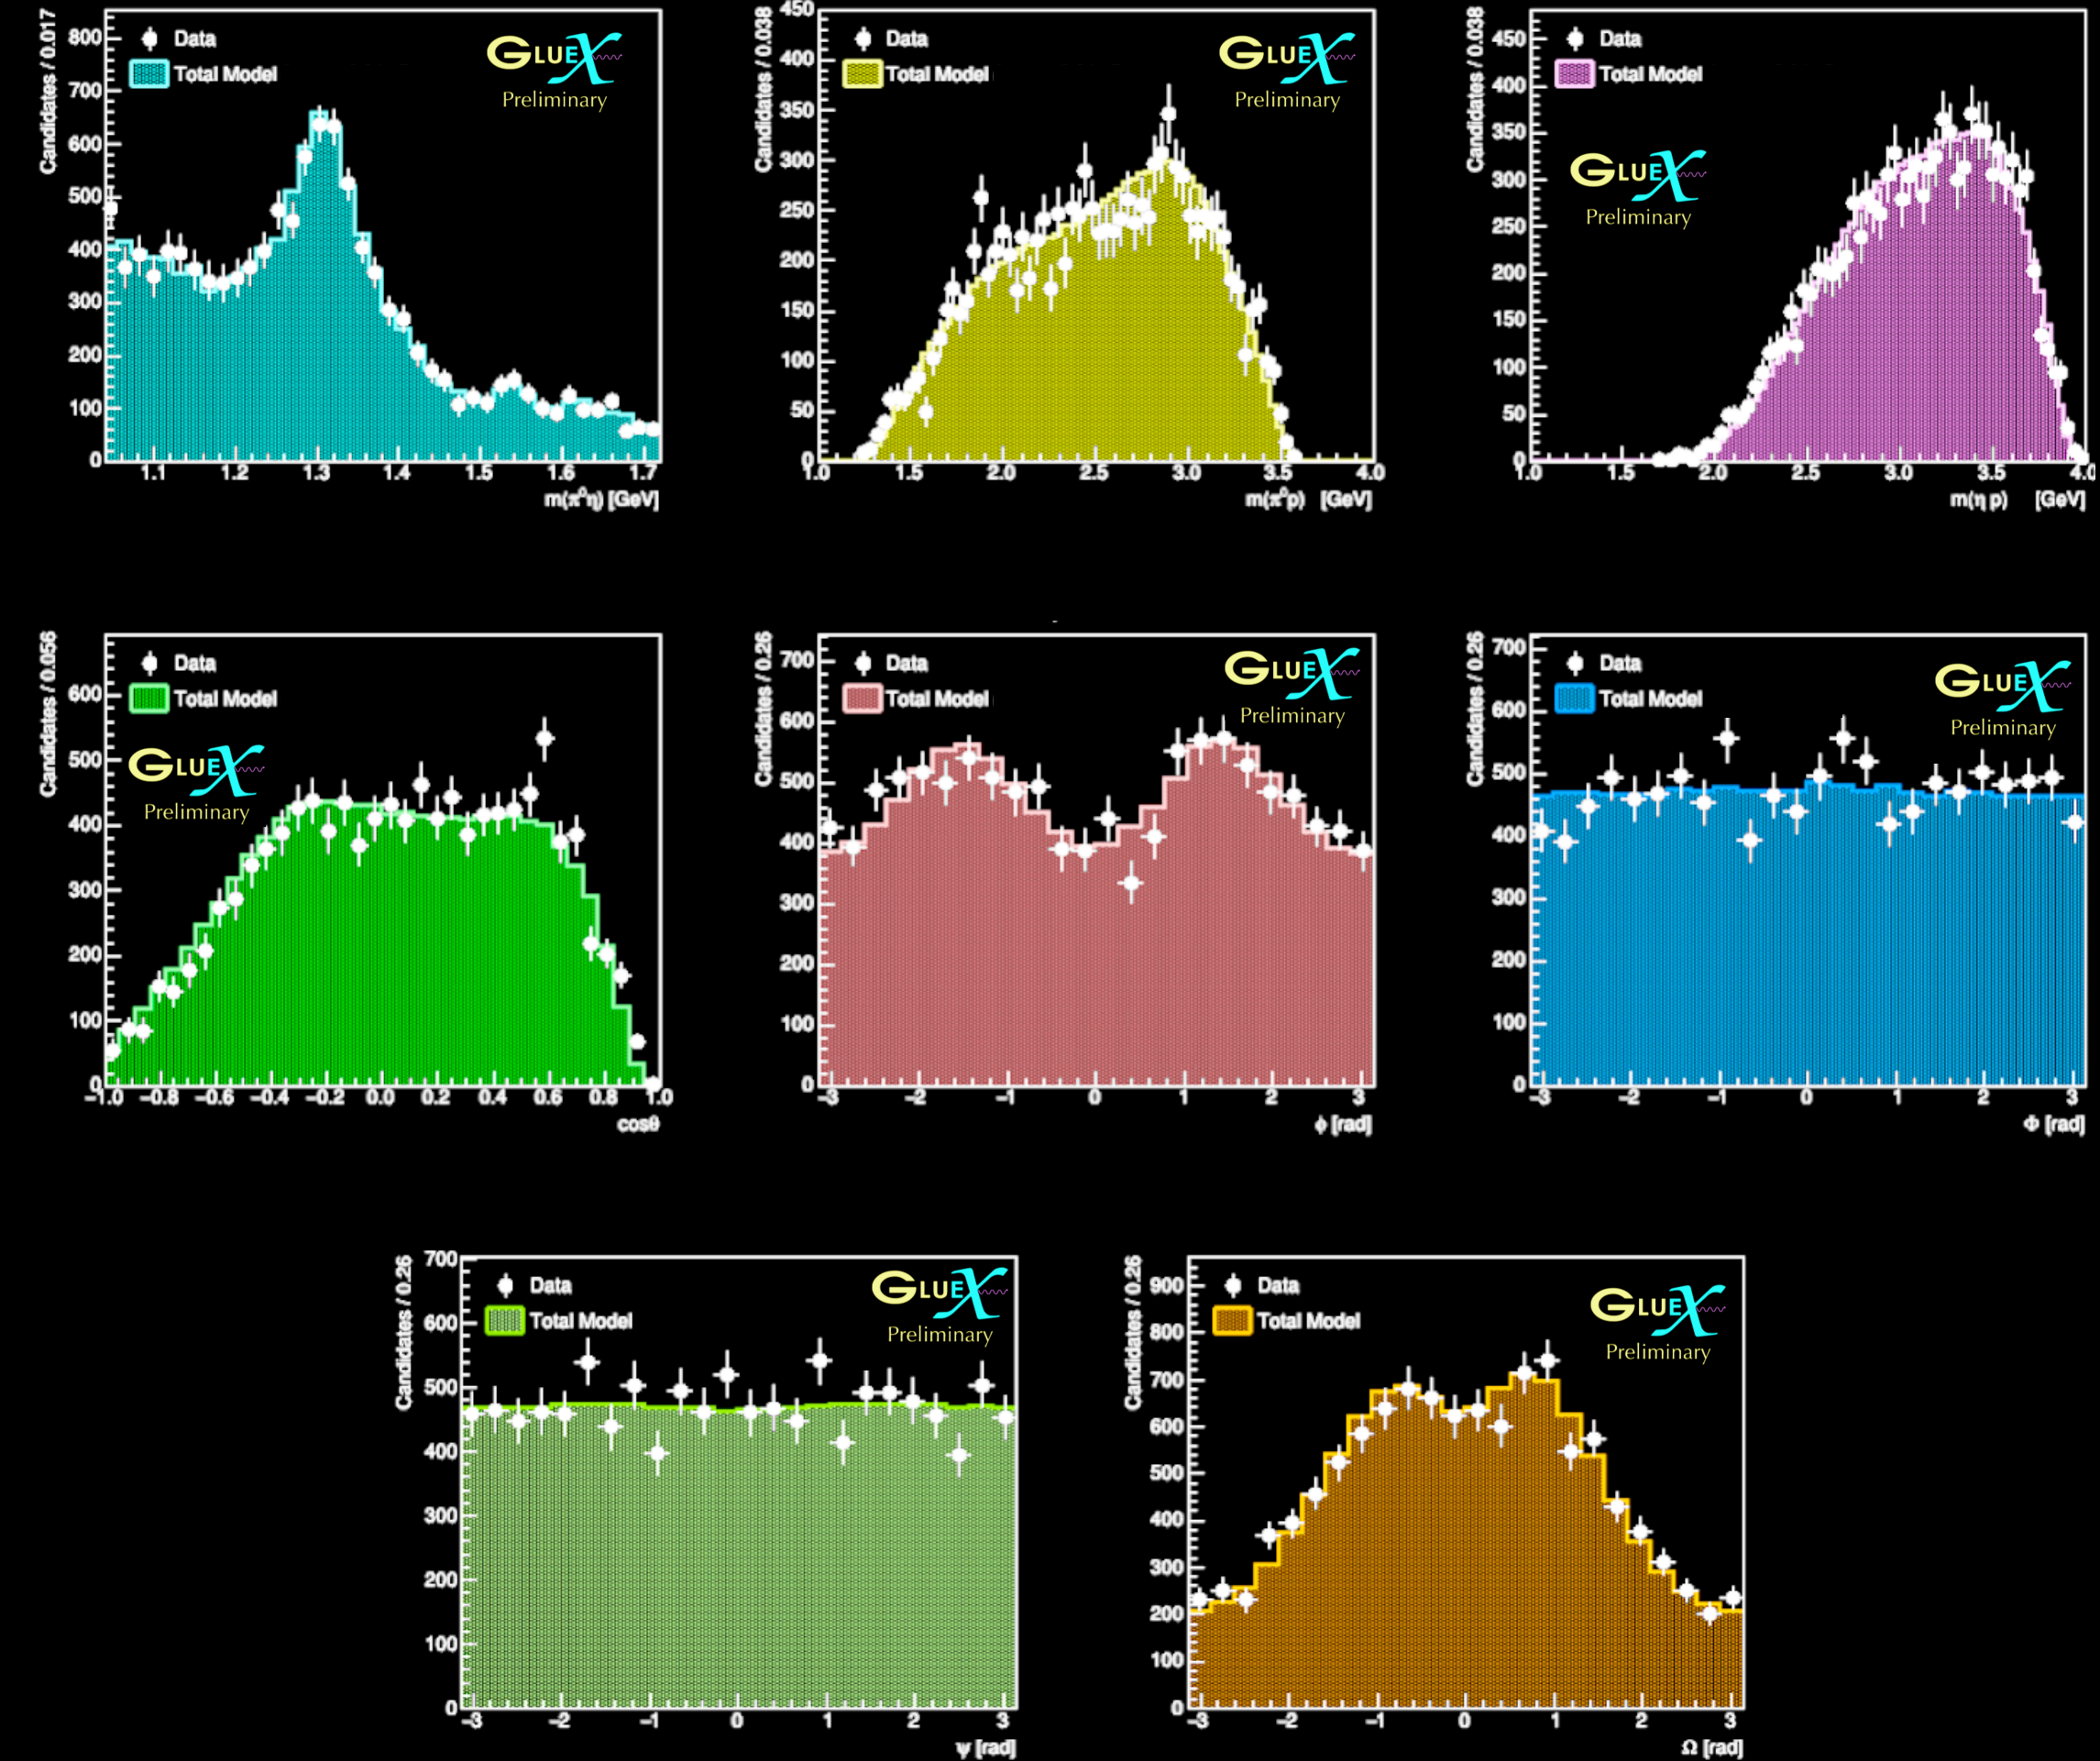 Candidates / 0.017
800
700
600
500
400
300
200
100
0
Data
Total Model
GLUEX
Preliminary
1.1 1.2 1.3 1.4 1.5 1.6 1.7
m(π⁰η) [GeV]
Candidates / 0.038
450
400
350
300
250
200
150
100
50
0
Data
Total Model
GLUEX
Preliminary
1.0 1.5 2.0 2.5 3.0 3.5 4.0
m(π⁰p) [GeV]
Candidates / 0.038
450
400
350
300
250
200
150
100
50
0
Data
Total Model
GLUEX
Preliminary
1.0 1.5 2.0 2.5 3.0 3.5 4.0
m(η p) [GeV]
Candidates / 0.056
600
500
400
300
200
100
0
Data
Total Model
GLUEX
Preliminary
−1.0 −0.8 −0.6 −0.4 −0.2 0.0 0.2 0.4 0.6 0.8 1.0
cosθ
Candidates / 0.26
700
600
500
400
300
200
100
0
Data
Total Model
GLUEX
Preliminary
−3 −2 −1 0 1 2 3
ϕ [rad]
Candidates / 0.26
700
600
500
400
300
200
100
0
Data
Total Model
GLUEX
Preliminary
−3 −2 −1 0 1 2 3
Φ [rad]
Candidates / 0.26
700
600
500
400
300
200
100
0
Data
Total Model
GLUEX
Preliminary
−3 −2 −1 0 1 2 3
ψ [rad]
Candidates / 0.26
900
800
700
600
500
400
300
200
100
0
Data
Total Model
GLUEX
Preliminary
−3 −2 −1 0 1 2 3
Ω [rad]